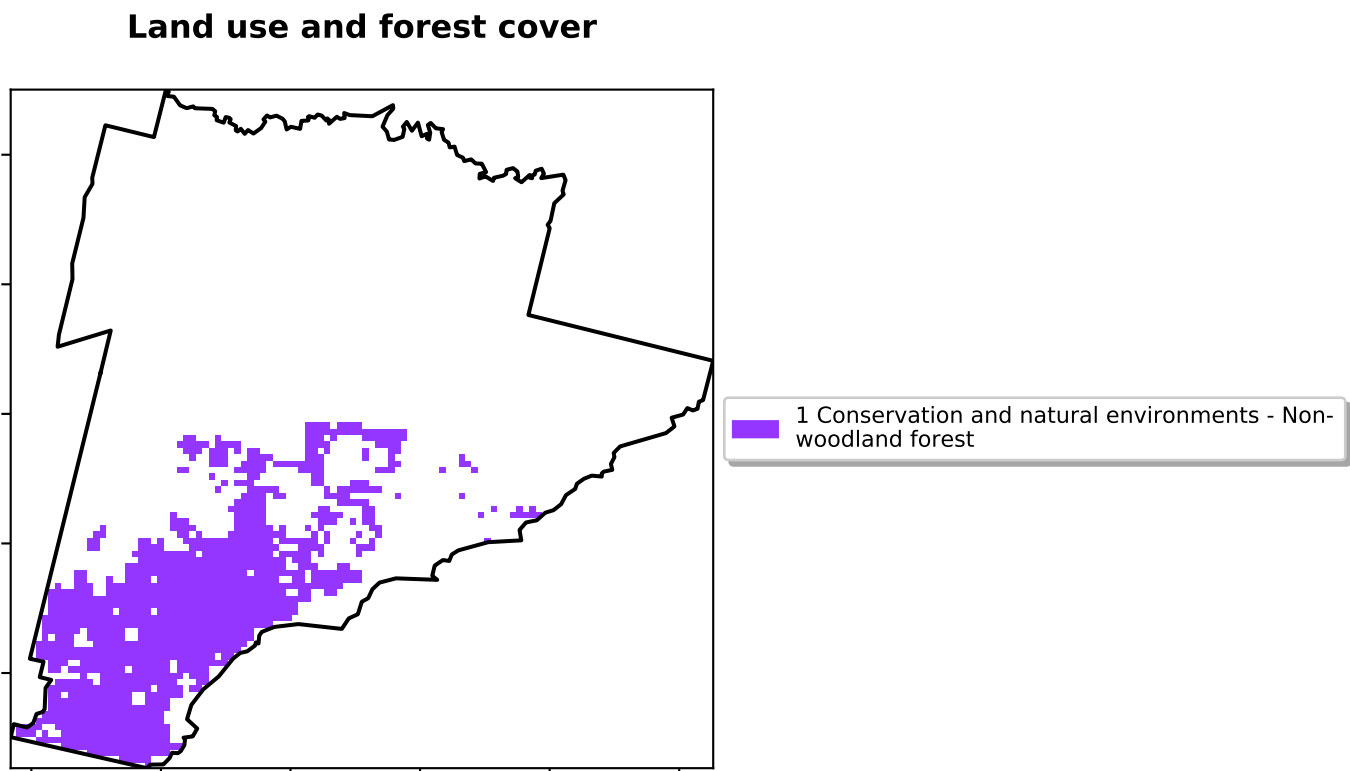 Land use and forest cover
1 Conservation and natural environments - Non-
woodland forest